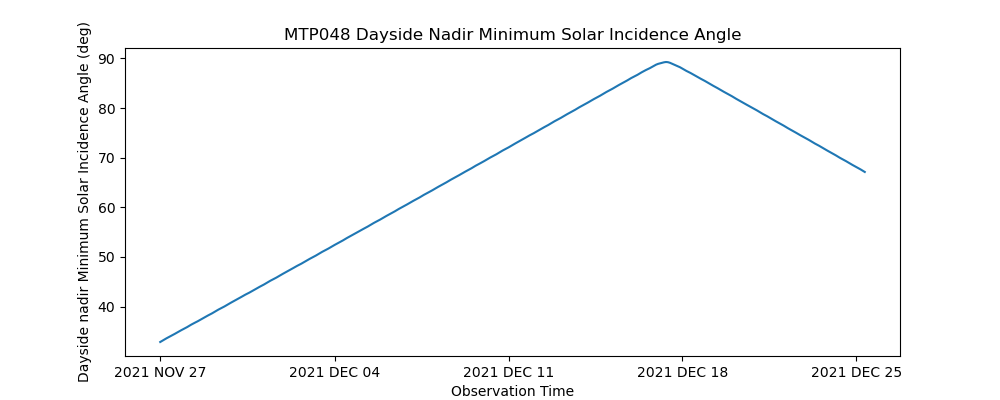 MTP048 Dayside Nadir Minimum Solar Incidence Angle
Dayside nadir Minimum Solar Incidence Angle (deg)
90
80
70
60
50
40
2021 NOV 27
2021 DEC 04
2021 DEC 11
2021 DEC 18
2021 DEC 25
Observation Time